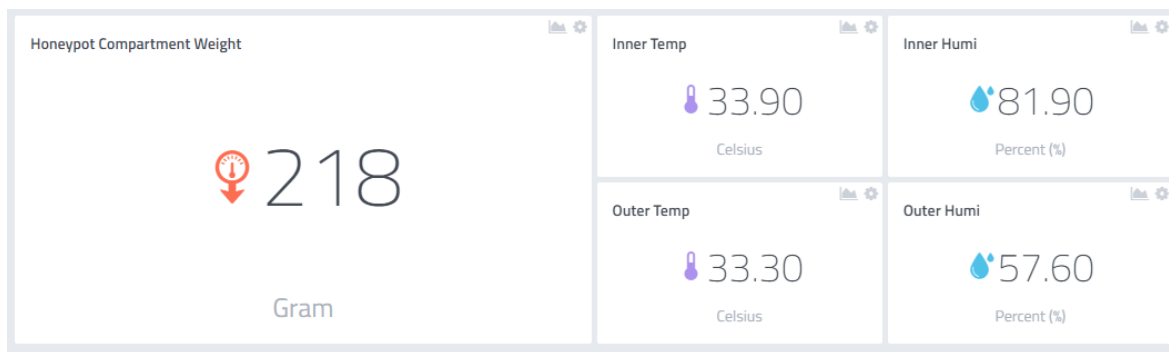 Honeypot Compartment Weight
218
Gram
Inner Temp
33.90
Celsius
Inner Humi
81.90
Percent (%)
Outer Temp
33.30
Celsius
Outer Humi
57.60
Percent (%)